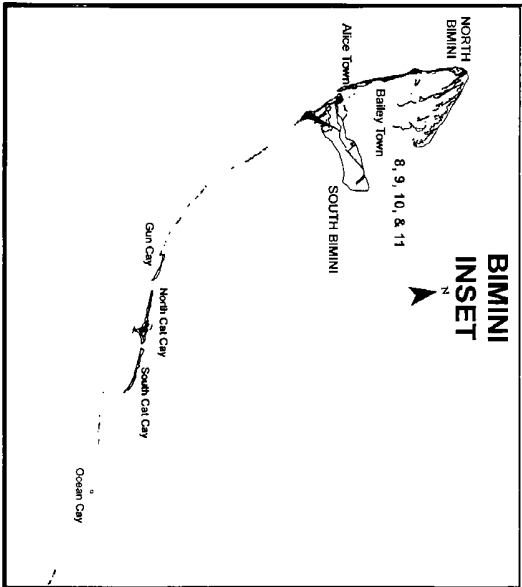 BIMINI
INSET
N
NORTH
BIMINI
8, 9, 10, & 11
Bailey Town
Alice Town
SOUTH BIMINI
Gun Cay
North Cat Cay
South Cat Cay
Ocean Cay